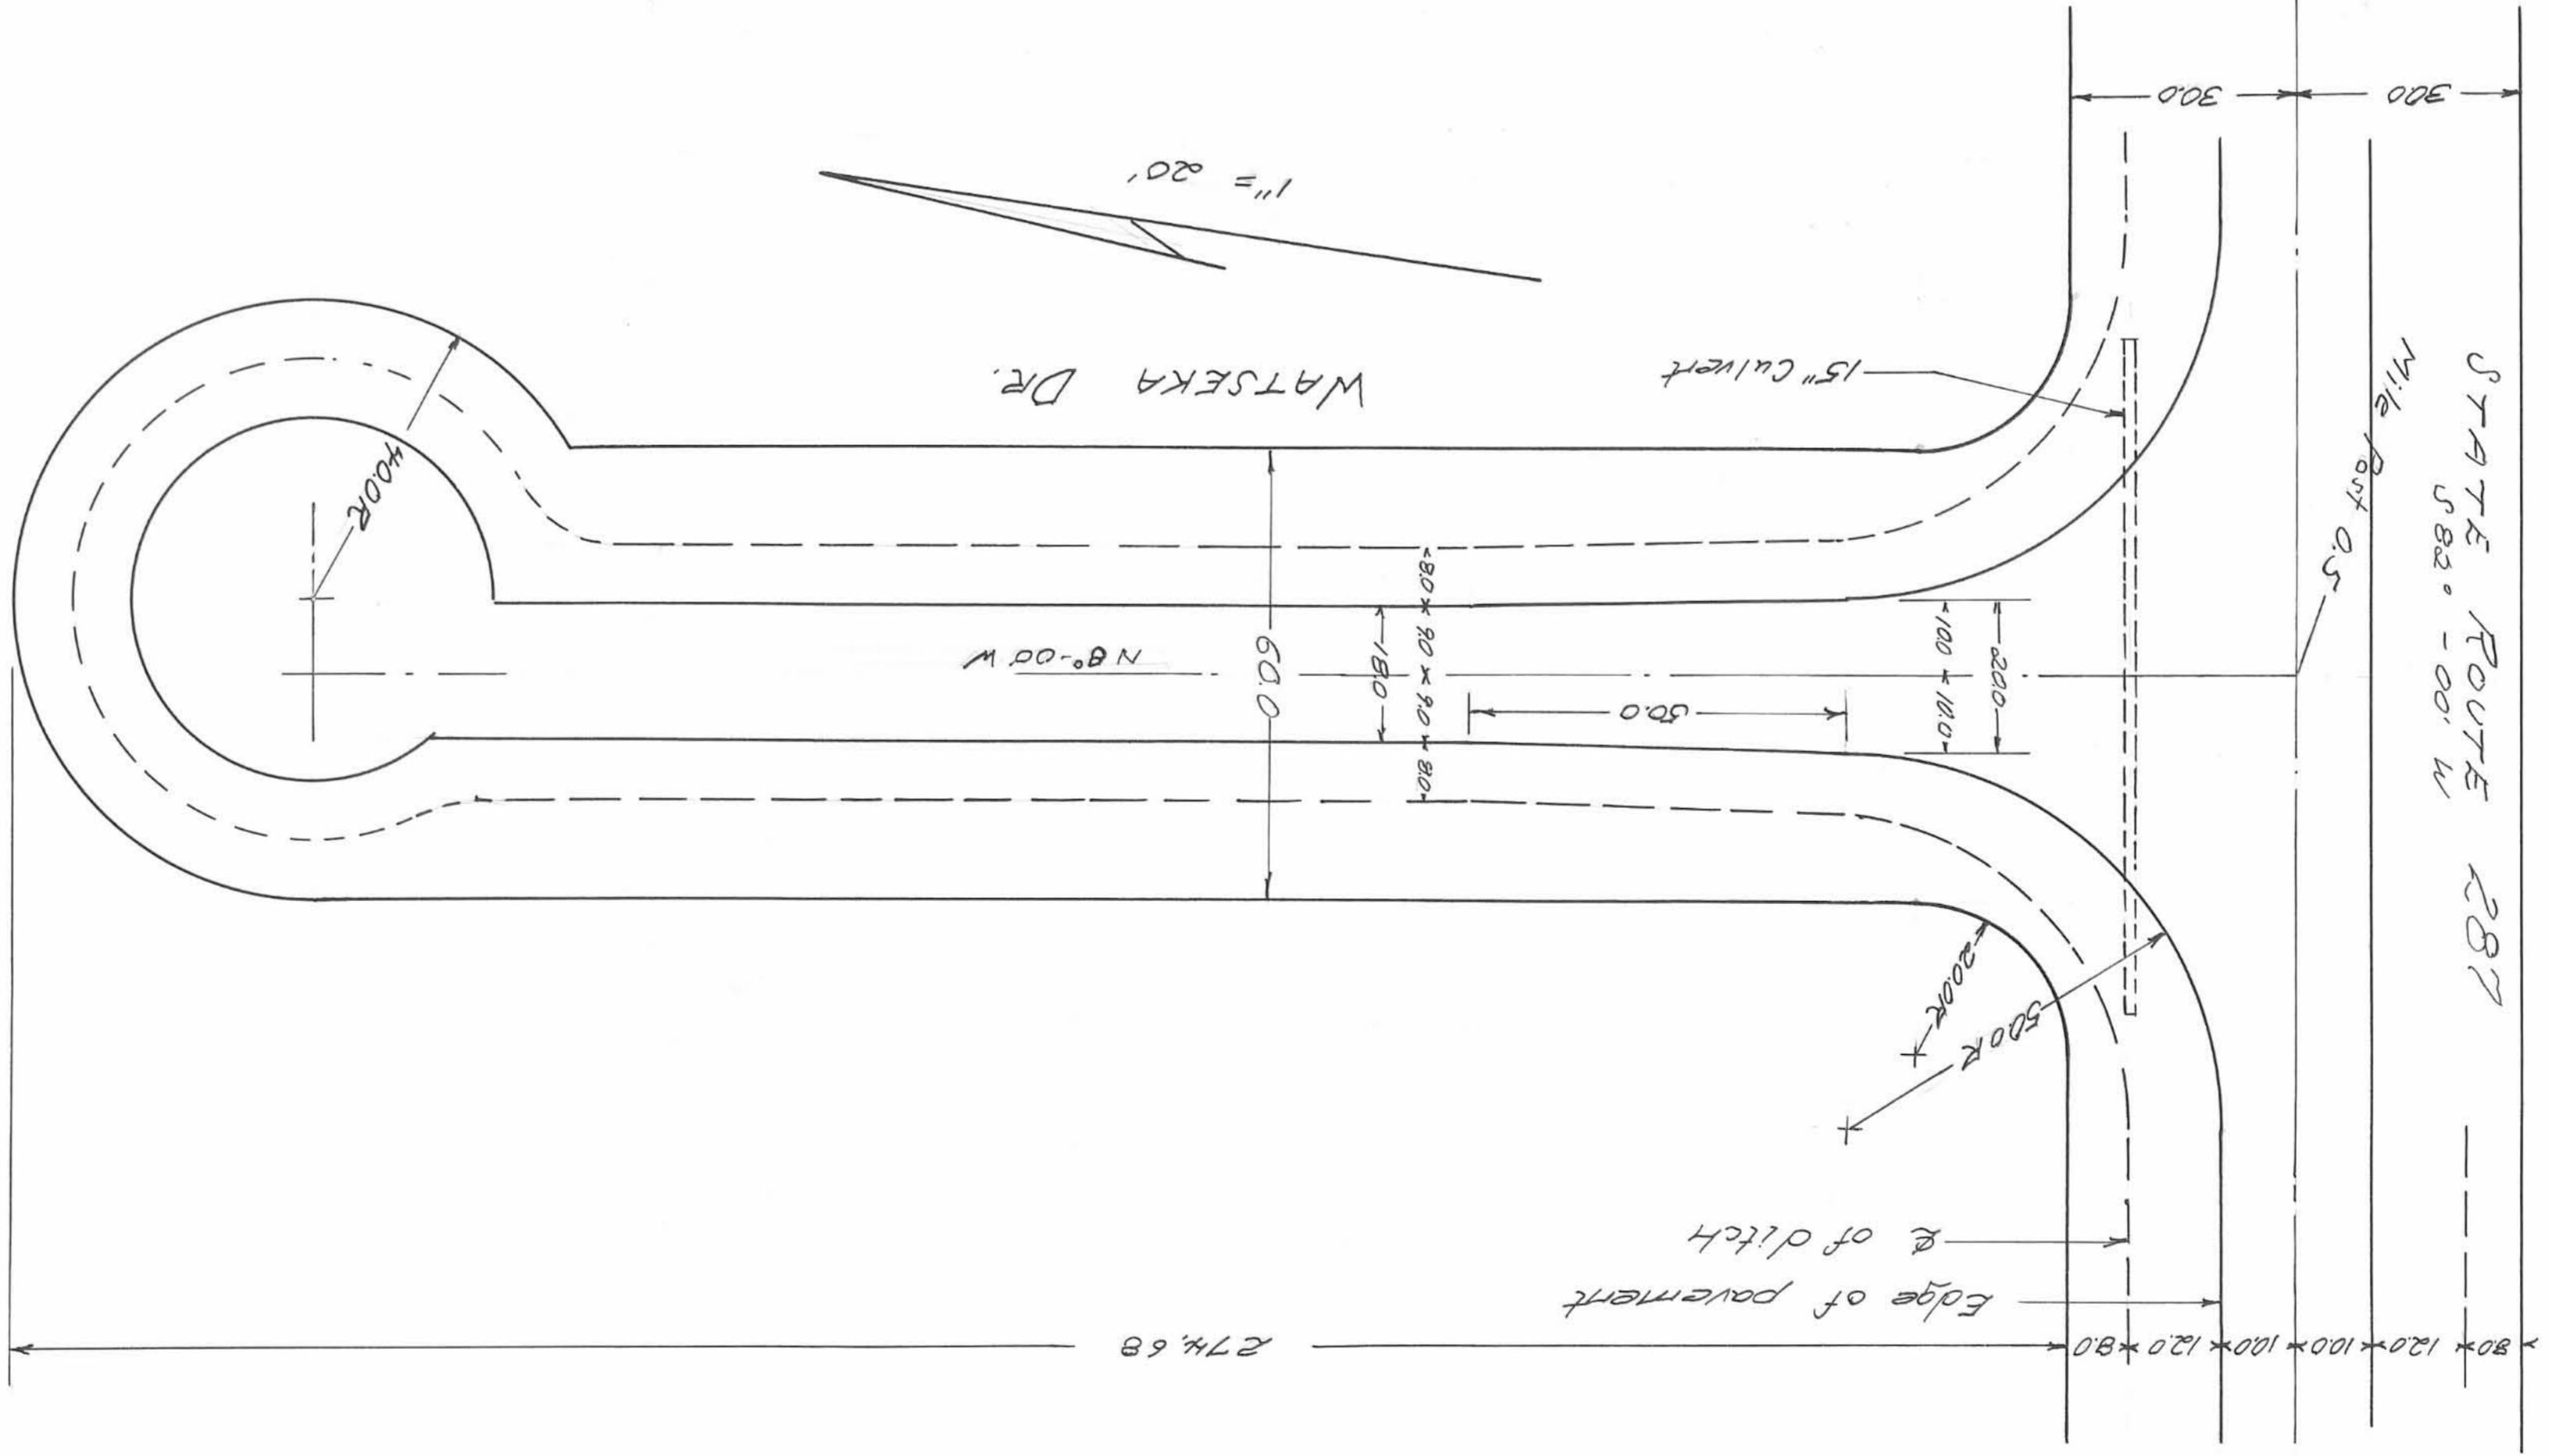 STATE ROUTE 287
S82°-00' W
Mile Post 0.5
WATSEKA DR.
N 8°-00 W
1" = 20'
15" Culvert
℄ of ditch
Edge of pavement
274.68
8.0
12.0
10.0
10.0
12.0
8.0
30.0
30.0
40.0R
60.0
18.0
8.0
9.0
9.0
8.0
50.0
20.0
10.0
10.0
20.0R
50.0R